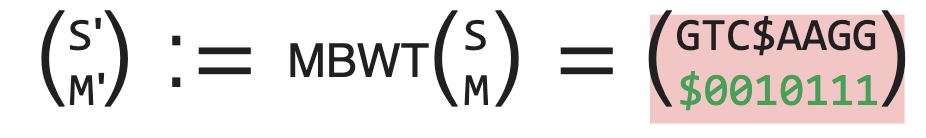 (S' M') := MBWT(S M) = (GTC$AAGG $0010111)